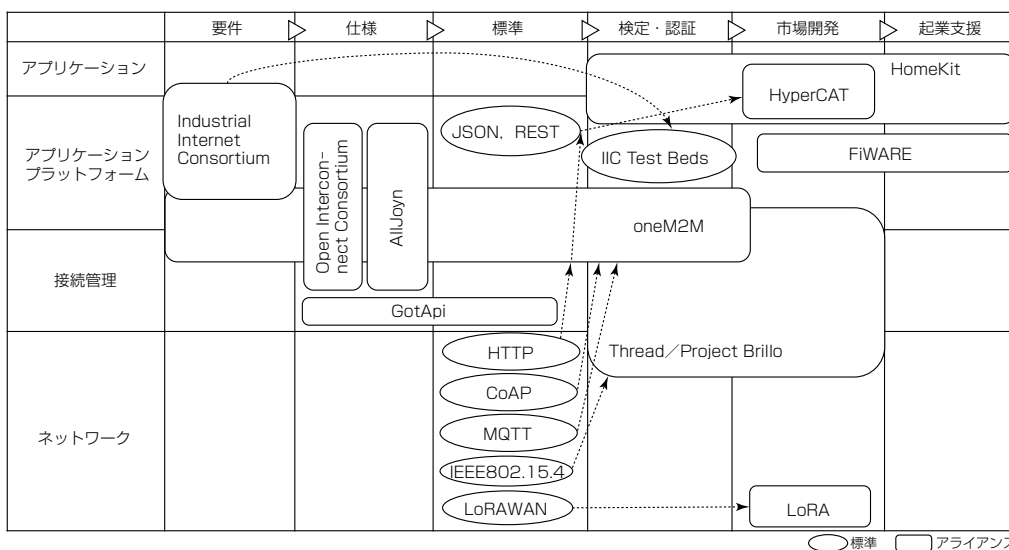 要件
仕様
標準
検定・認証
市場開発
起業支援
アプリケーション
HomeKit
HyperCAT
アプリケーション
プラットフォーム
Industrial
Internet
Consortium
JSON，REST
IIC Test Beds
FiWARE
Open Intercon-
nect Consortium
AllJoyn
oneM2M
接続管理
GotApi
Thread／Project Brillo
ネットワーク
HTTP
CoAP
MQTT
IEEE802.15.4
LoRAWAN
LoRA
標準
アライアンス